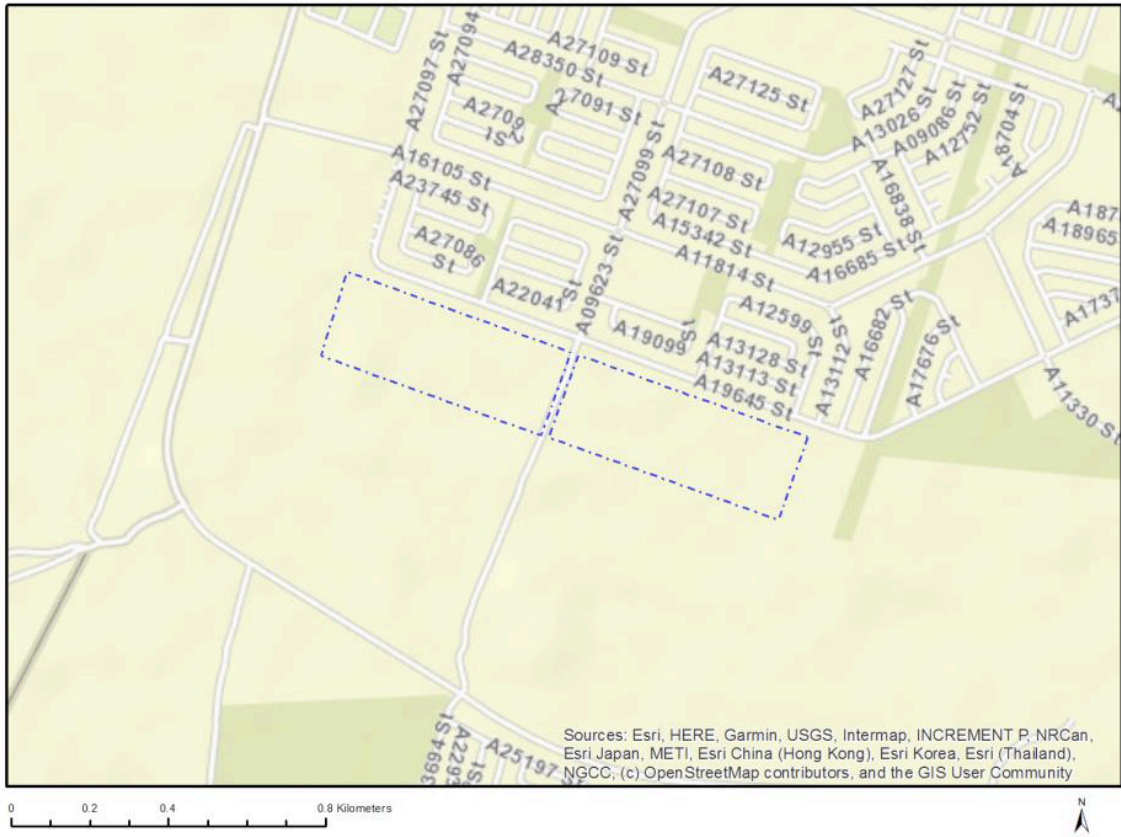 A27097 St
A27094
A27109 St
A28350 St
A27091 St
A2709
2
St
A27125 St
A27127 St
A13026 St
A09086 St
A12752 St
A18704 St
A16105 St
A23745 St
A27086
St
A27099 St
A27108 St
A27107 St
A15342 St
A11814 St
A16838 St
A12955 St
A16685 St
A18965
A11330 St
A22041
St
A09623 St
A19099
St
A12599
St
A13128 St
A13113 St
A19645 St
A13112 St
A16682 St
A17676 St
A25197 St
Sources: Esri, HERE, Garmin, USGS, Intermap, INCREMENT P, NRCan,
Esri Japan, METI, Esri China (Hong Kong), Esri Korea, Esri (Thailand),
NGCC, (c) OpenStreetMap contributors, and the GIS User Community
0 0.2 0.4 0.8 Kilometers
N